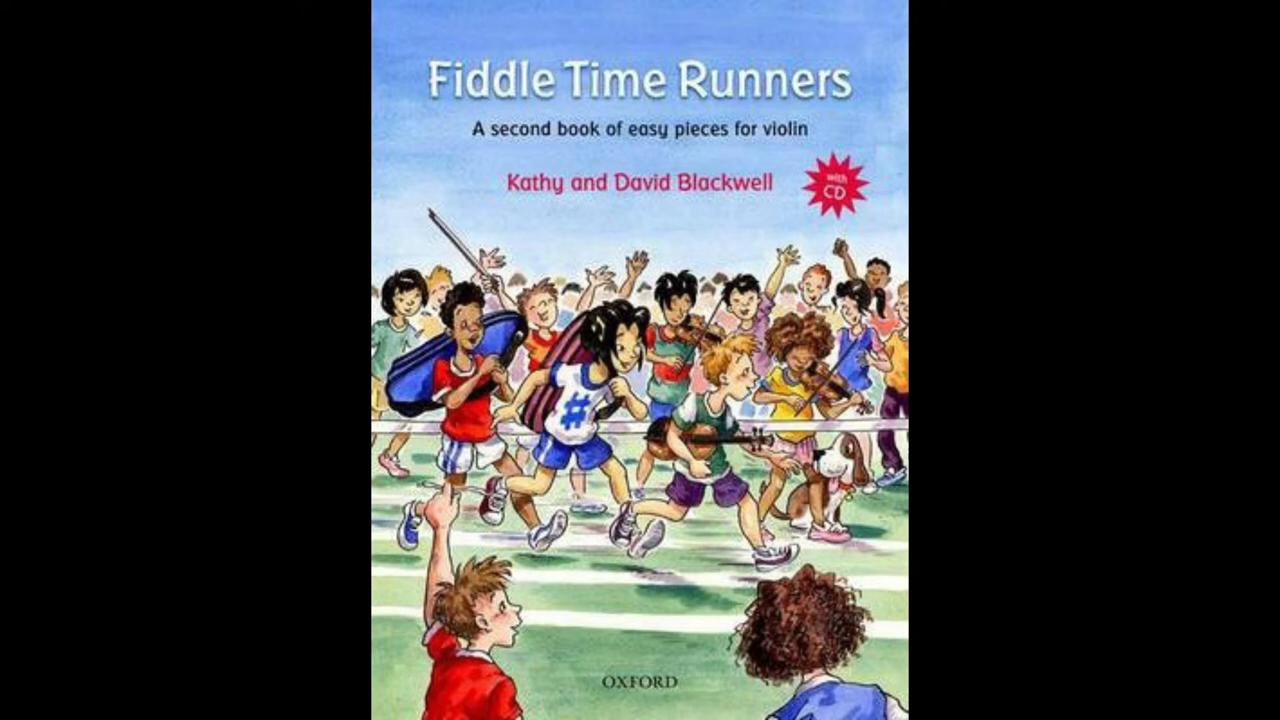 Fiddle Time Runners
A second book of easy pieces for violin
Kathy and David Blackwell
with
CD
#
OXFORD